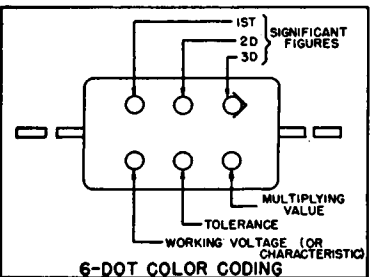 1ST
2D
3D
SIGNIFICANT
FIGURES
MULTIPLYING
VALUE
TOLERANCE
WORKING VOLTAGE (OR
CHARACTERISTIC)
6-DOT COLOR CODING